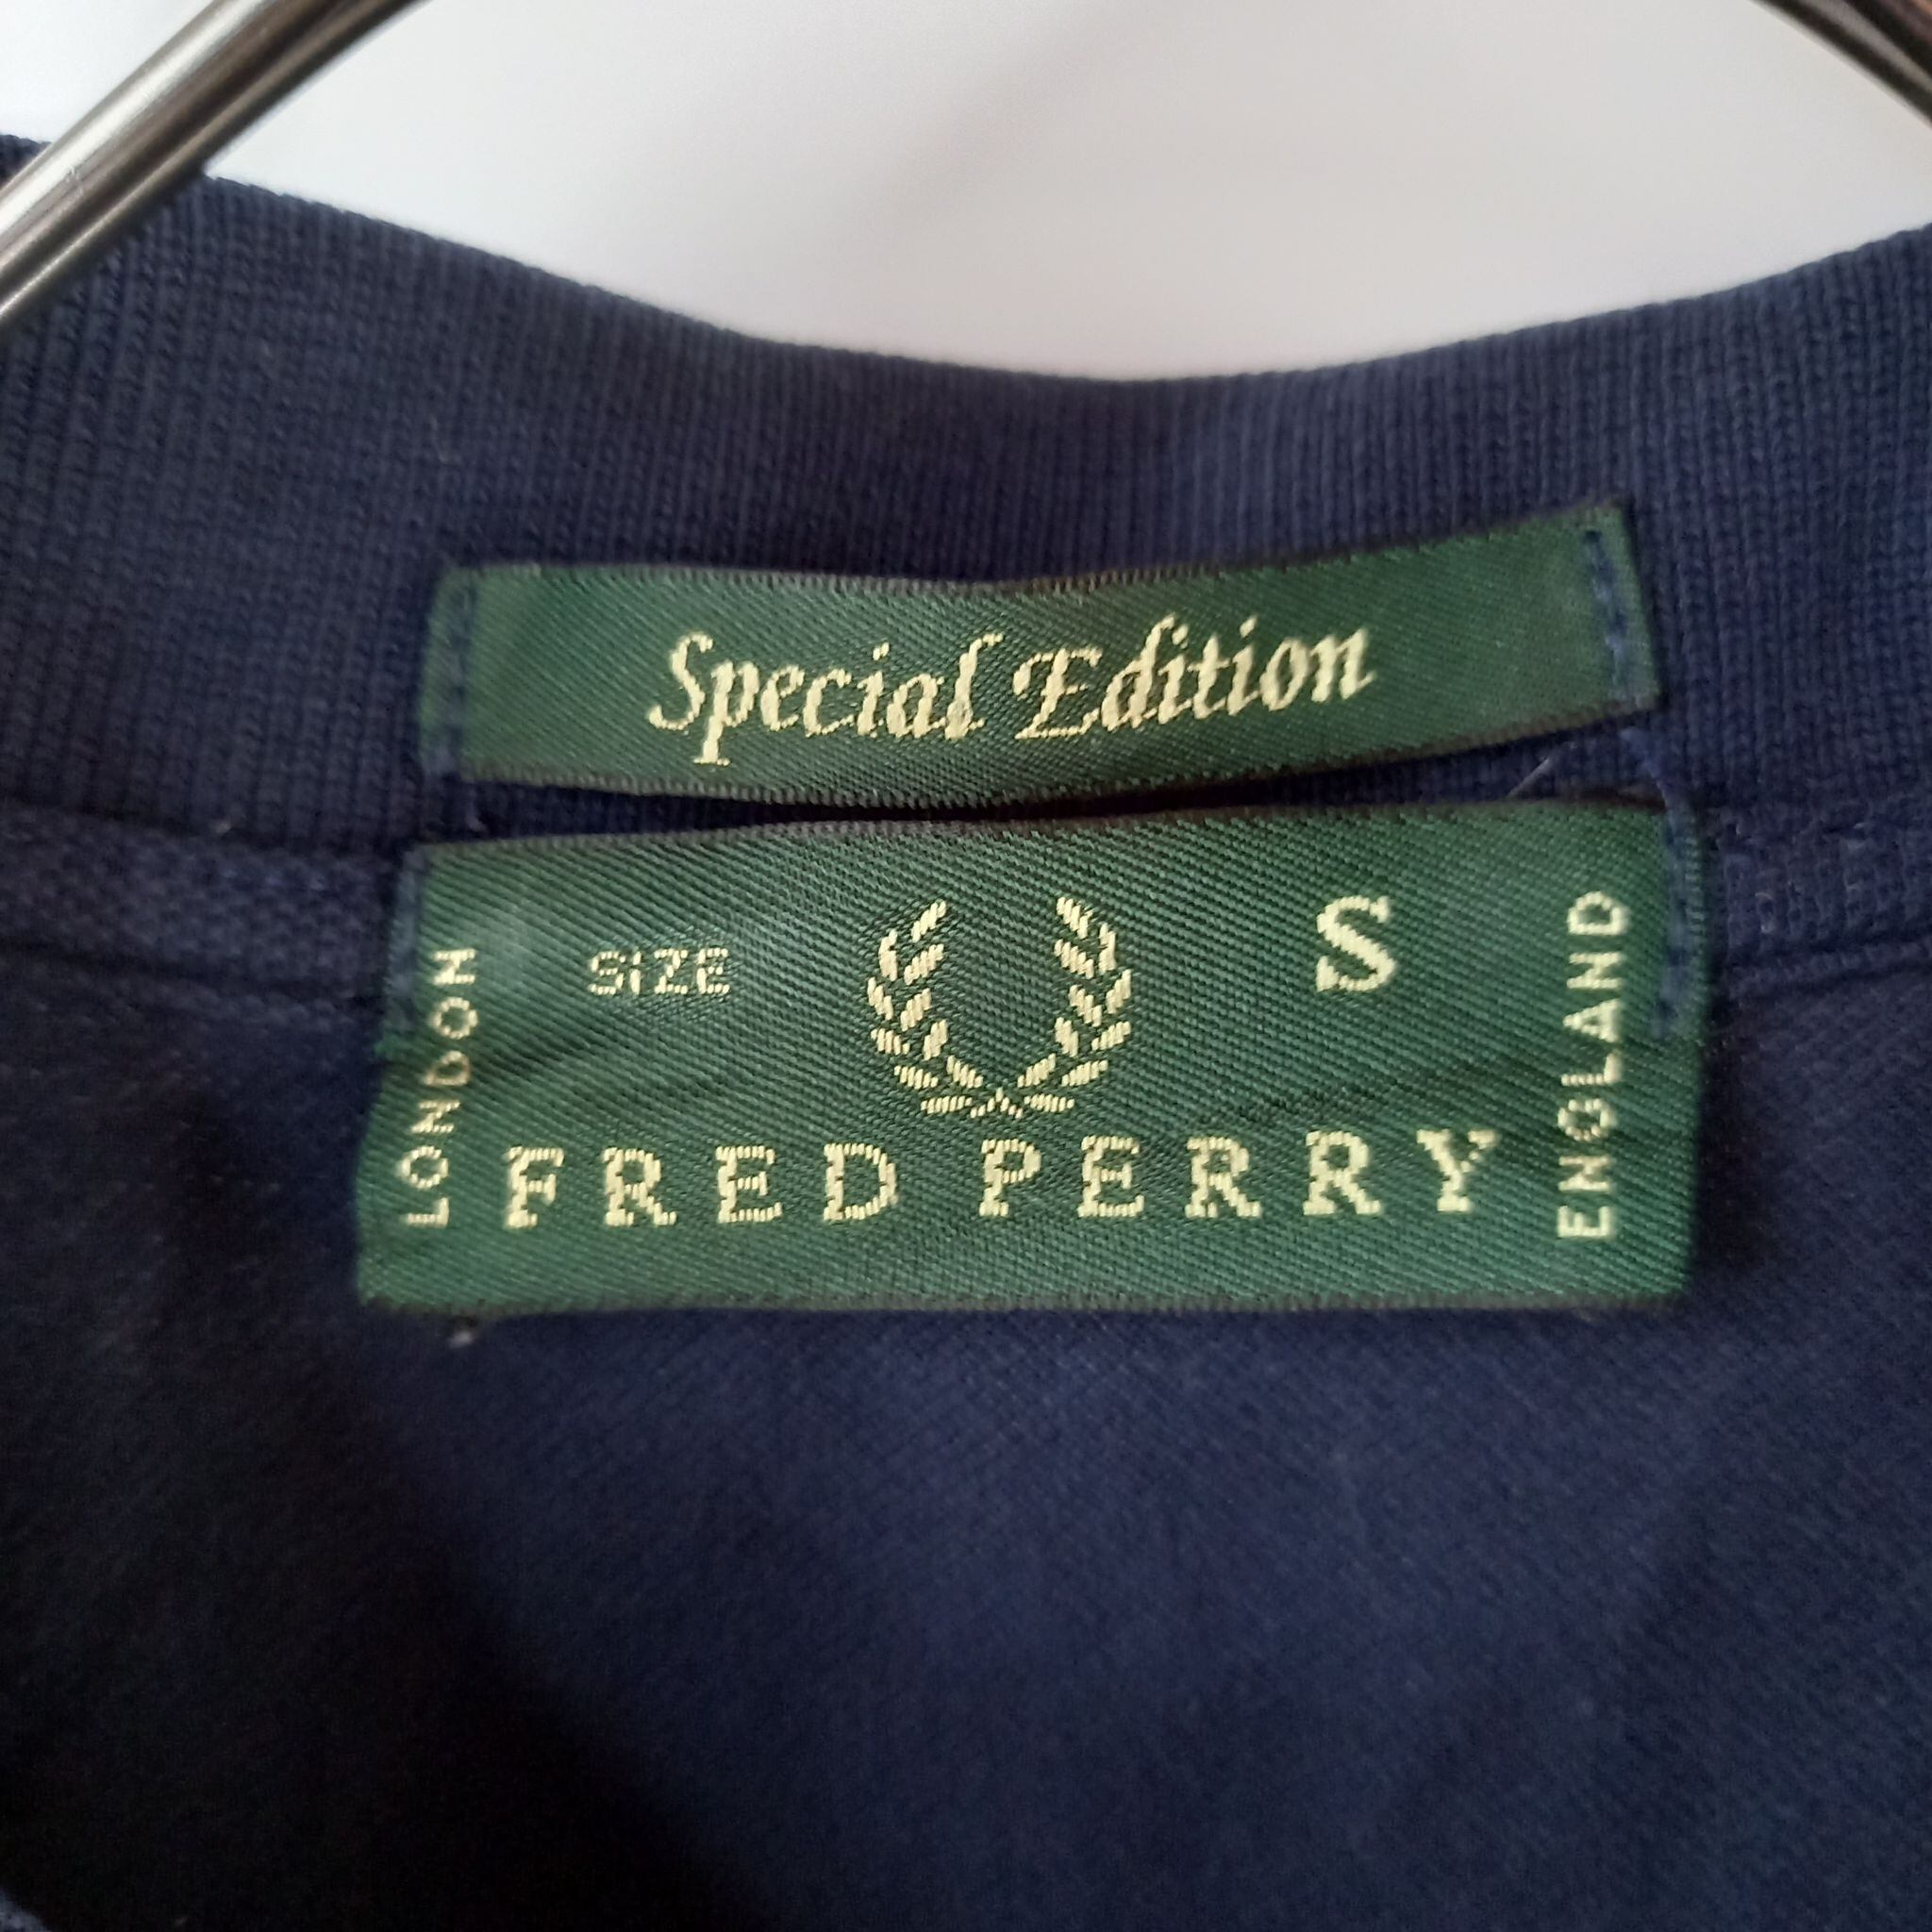 Special Edition
SIZE
S
LONDON
FRED PERRY
ENGLAND